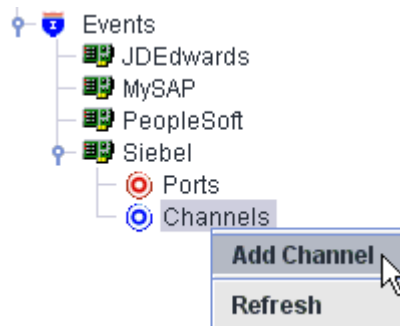 Events
JDEdwards
MySAP
PeopleSoft
Siebel
Ports
Channels
Add Channel
Refresh